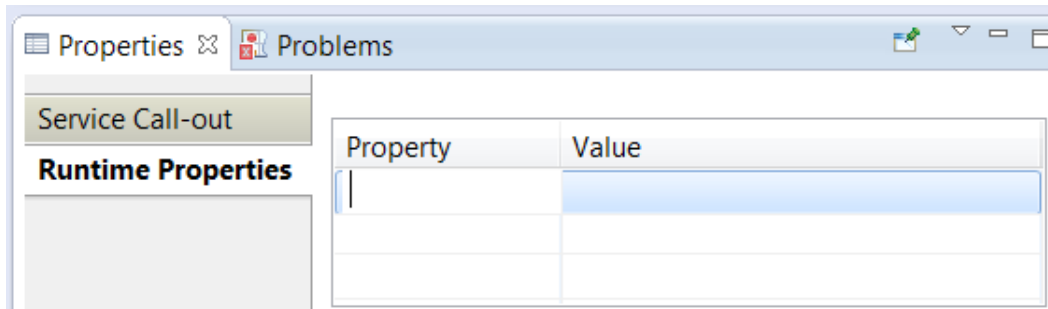 Properties Problems
Service Call-out
Runtime Properties
Property Value